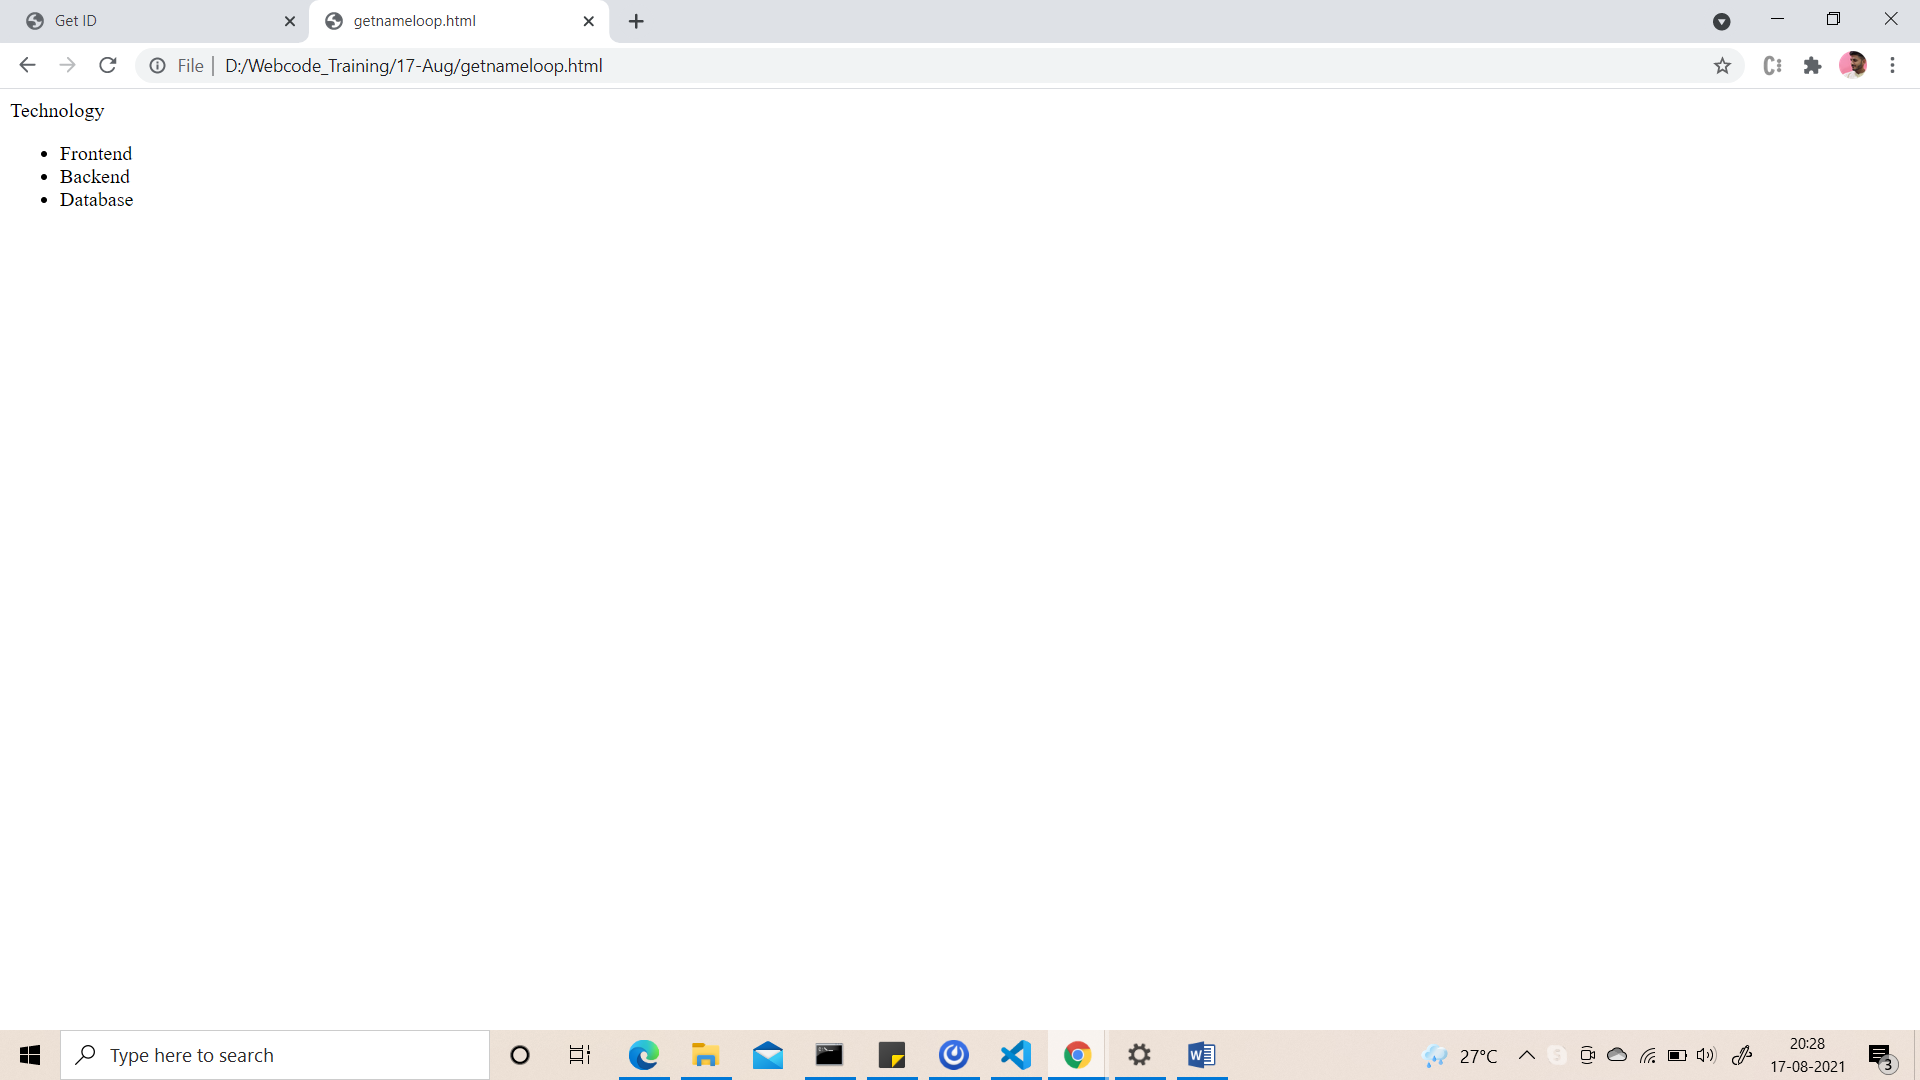 Get ID
getnameloop.html
File | D:/Webcode_Training/17-Aug/getnameloop.html
Technology
Frontend
Backend
Database
Type here to search
27°C
20:28
17-08-2021
3